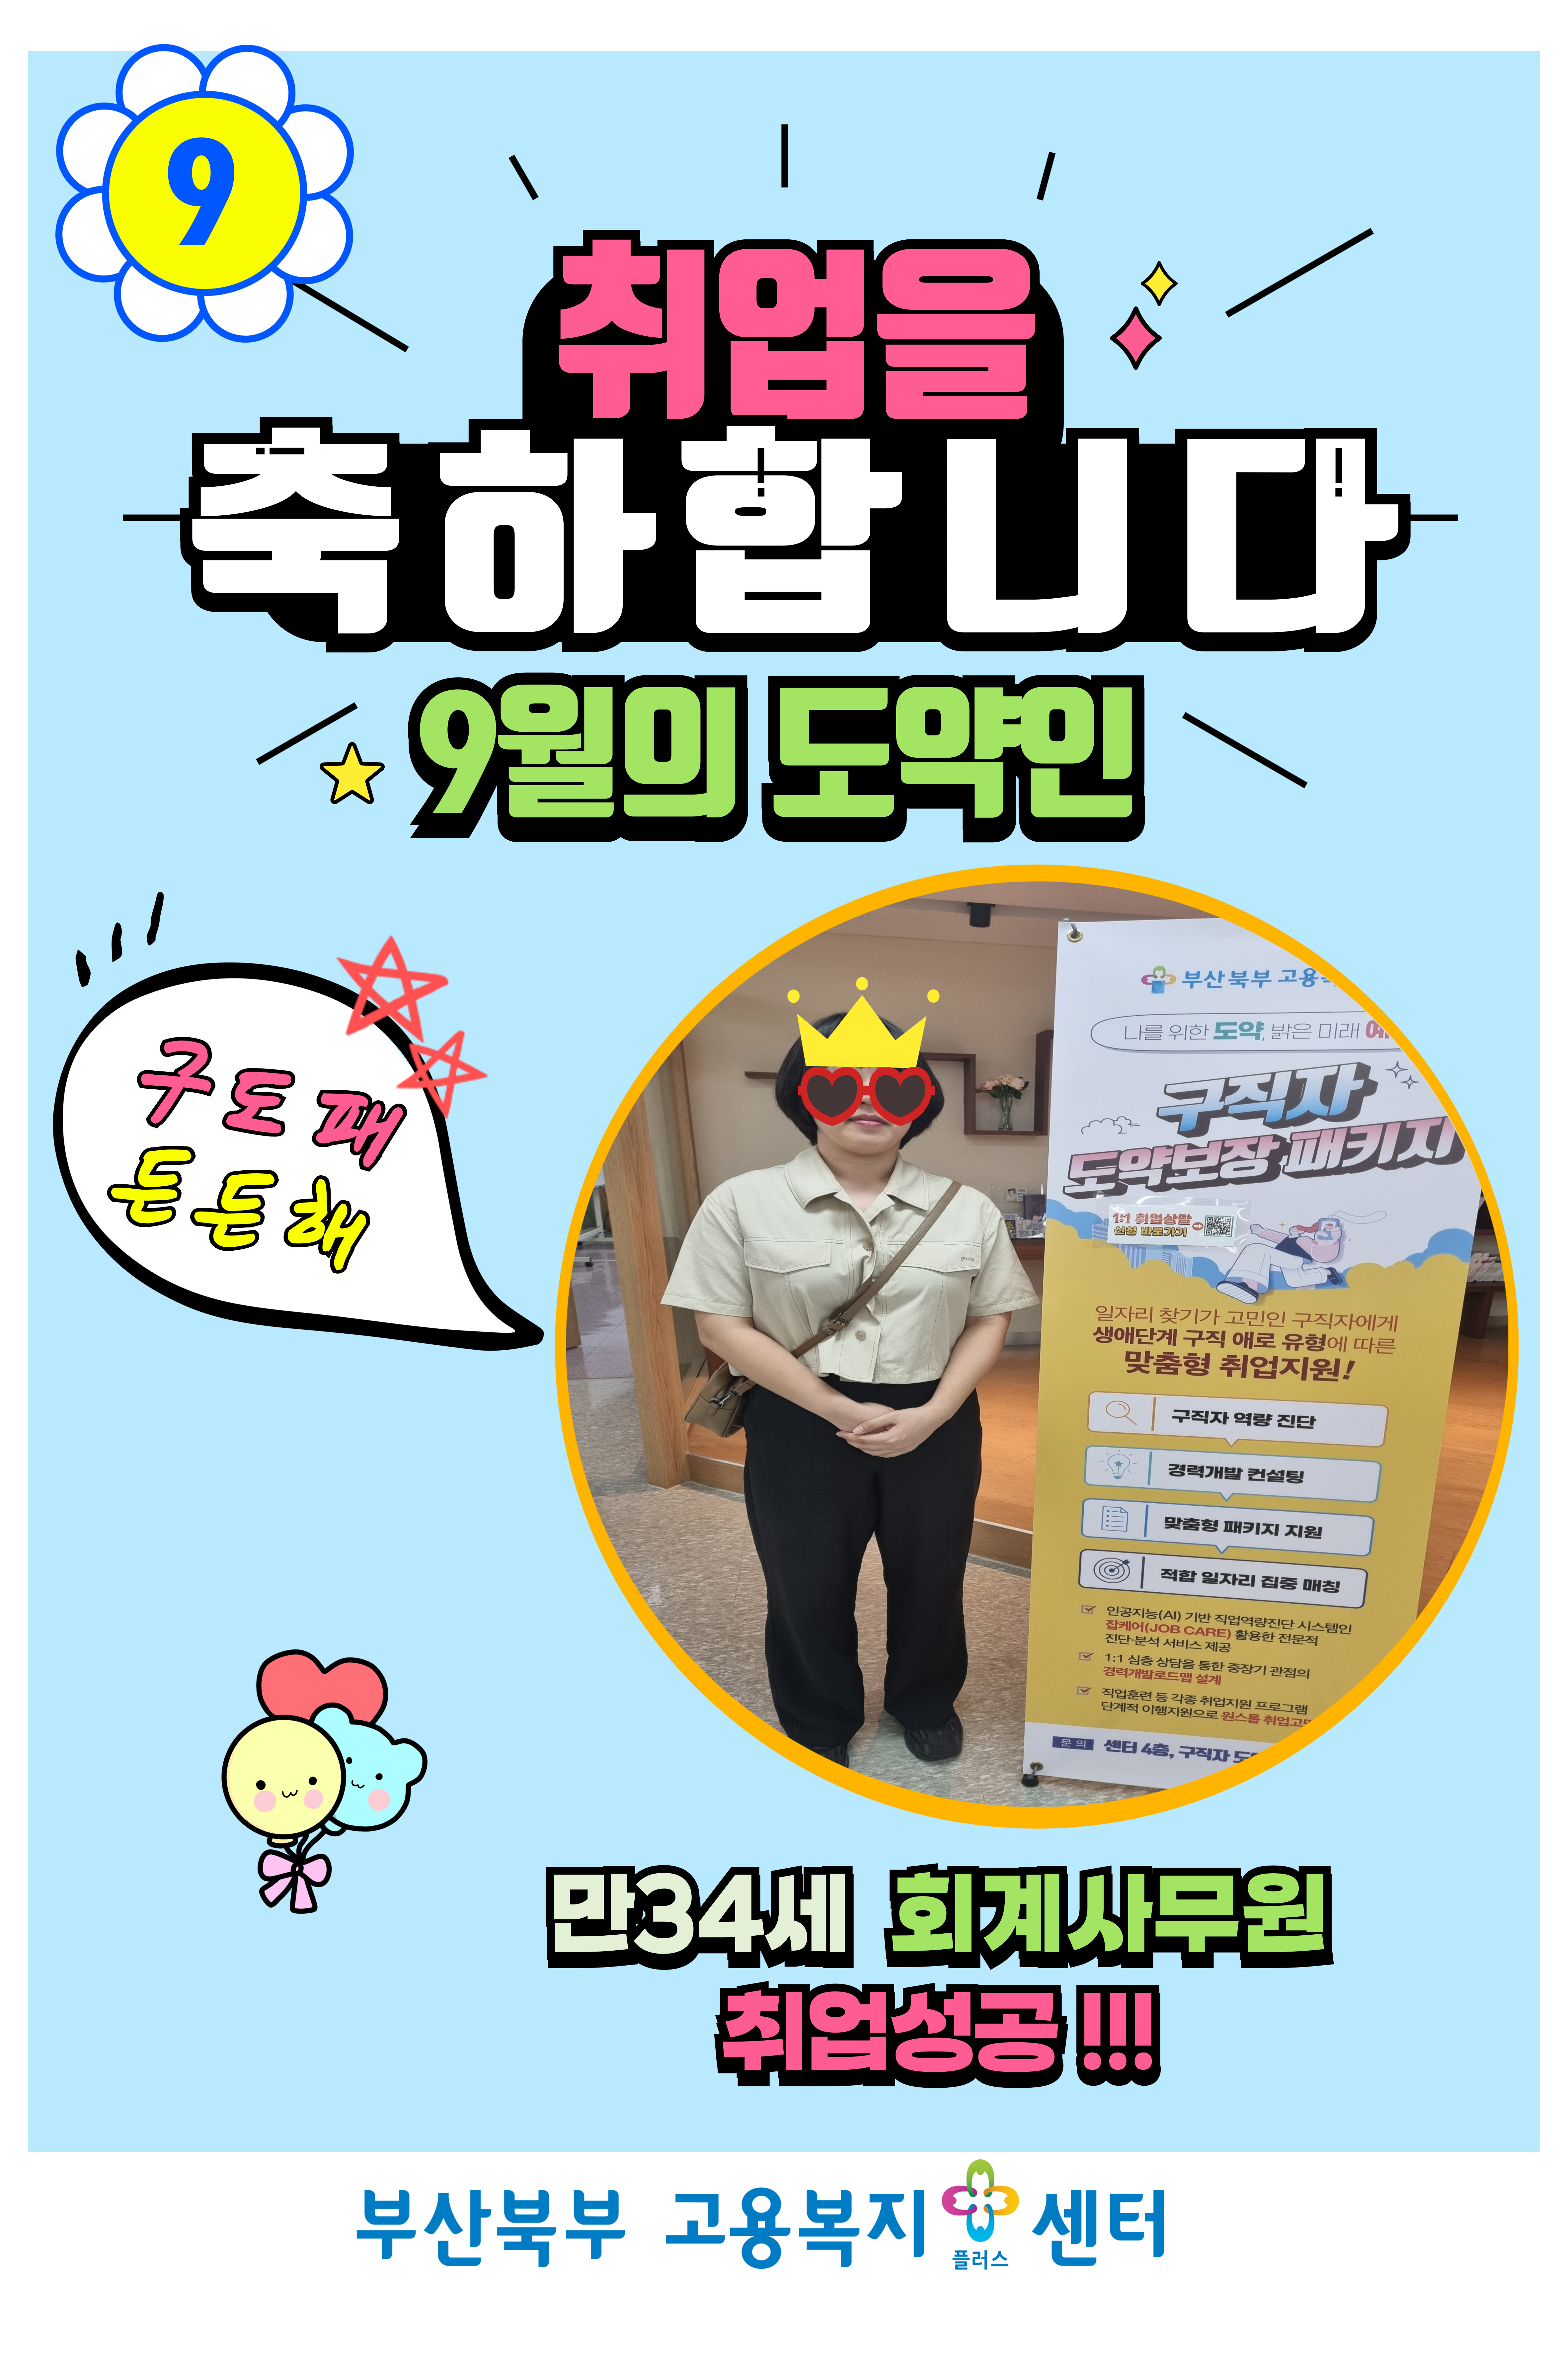 9
취업을
축하합니다
9월의 도약인
구도패
든든해
부산북부 고용
나를 위한 도약, 밝은 미래
구직자
도약보장 패키지
1:1 취업상담
신청 바로가기
일자리 찾기가 고민인 구직자에게
생애단계 구직 애로 유형에 따른
맞춤형 취업지원!
구직자 역량 진단
경력개발 컨설팅
맞춤형 패키지 지원
적합 일자리 집중 매칭
인공지능(AI) 기반 직업역량진단 시스템인
잡케어(JOB CARE) 활용한 전문적
진단·분석 서비스 제공
1:1 심층 상담을 통한 중장기 관점의
경력개발로드맵 설계
직업훈련 등 각종 취업지원 프로그램
단계적 이행지원으로 원스톱
문의 센터 4층, 구직자
만34세 회계사무원
취업성공 !!!
부산북부 고용복지 플러스 센터